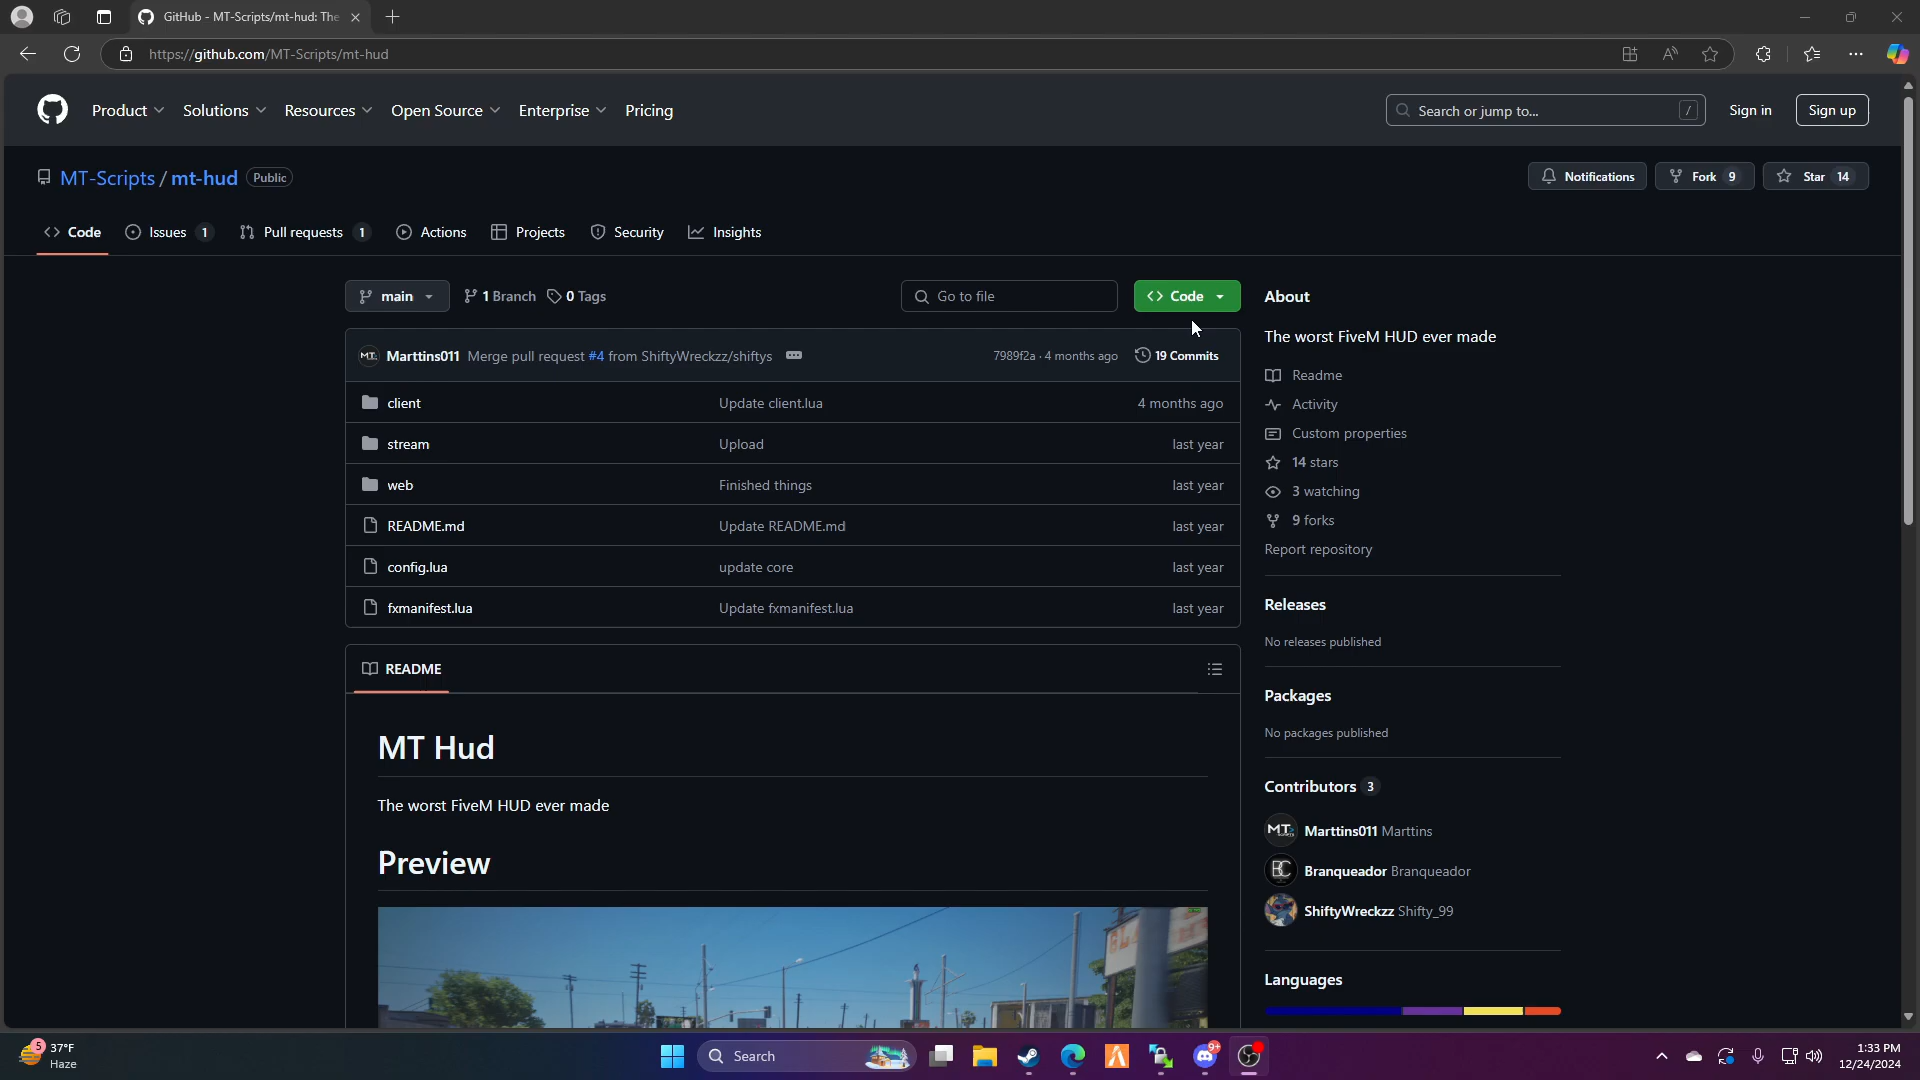 GitHub - MT-Scripts/mt-hud: The
https://github.com/MT-Scripts/mt-hud
Product
Solutions
Resources
Open Source
Enterprise
Pricing
Search or jump to...
/
Sign in
Sign up
MT-Scripts / mt-hud
Public
Notifications
Fork 9
Star 14
Code
Issues 1
Pull requests 1
Actions
Projects
Security
Insights
main
1 Branch
0 Tags
Go to file
Code
Marttins011 Merge pull request #4 from ShiftyWreckzz/shiftys
7989f2a · 4 months ago
19 Commits
client Update client.lua 4 months ago
stream Upload last year
web Finished things last year
README.md Update README.md last year
config.lua update core last year
fxmanifest.lua Update fxmanifest.lua last year
README
MT Hud
The worst FiveM HUD ever made
Preview
About
The worst FiveM HUD ever made
Readme
Activity
Custom properties
14 stars
3 watching
9 forks
Report repository
Releases
No releases published
Packages
No packages published
Contributors 3
Marttins011 Marttins
Branqueador Branqueador
ShiftyWreckzz Shifty_99
Languages
5
37°F
Haze
Search
9+
1:33 PM
12/24/2024